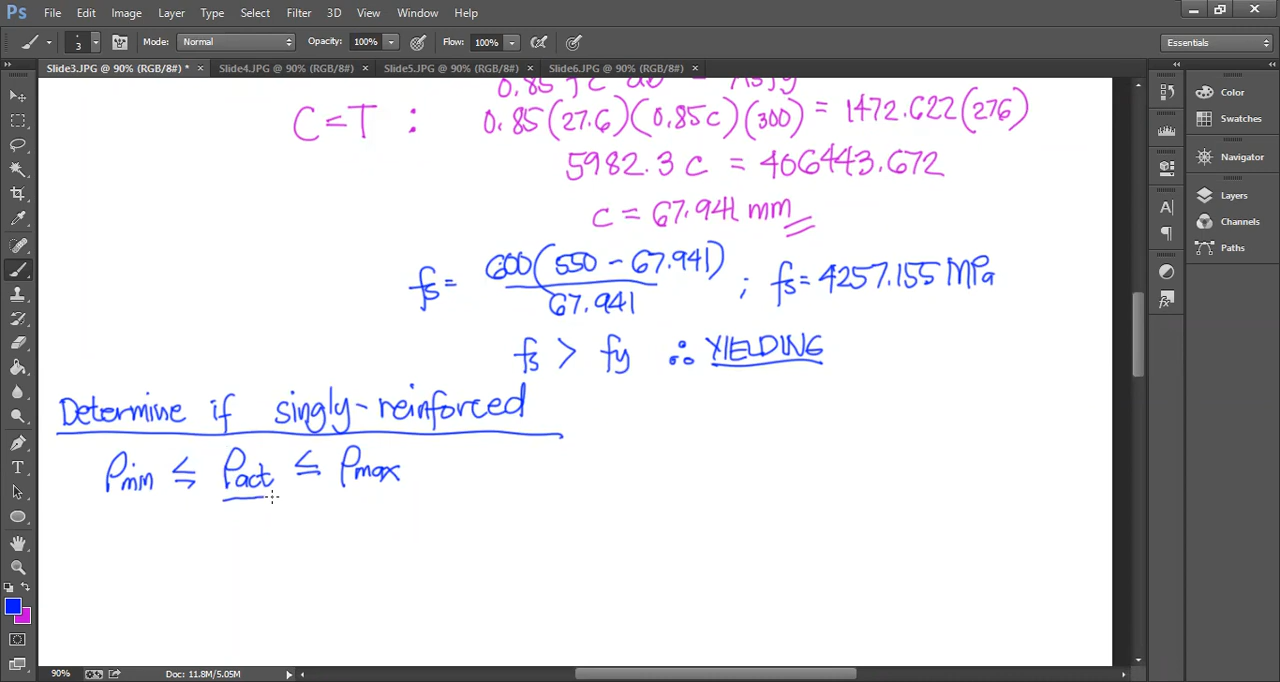 Ps File Edit Image Layer Type Select Filter 3D View Window Help
3 Mode: Normal Opacity: 100% Flow: 100% Essentials
Slide3.JPG @ 90% (RGB/8#) * × Slide4.JPG @ 90% (RGB/8#) × Slide5.JPG @ 90% (RGB/8#) × Slide6.JPG @ 90% (RGB/8#) ×
C = T : 0.85(27.6)(0.85c)(300) = 1472.622(276)
5982.3 c = 406443.672
c = 67.941 mm
fs = 600(550 - 67.941) / 67.941 ; fs = 4257.155 MPa
fs > fy ∴ YIELDING
Determine if singly-reinforced
ρmin ≤ ρact ≤ ρmax
Color
Swatches
Navigator
Layers
Channels
Paths
90% Doc: 11.8M/5.05M